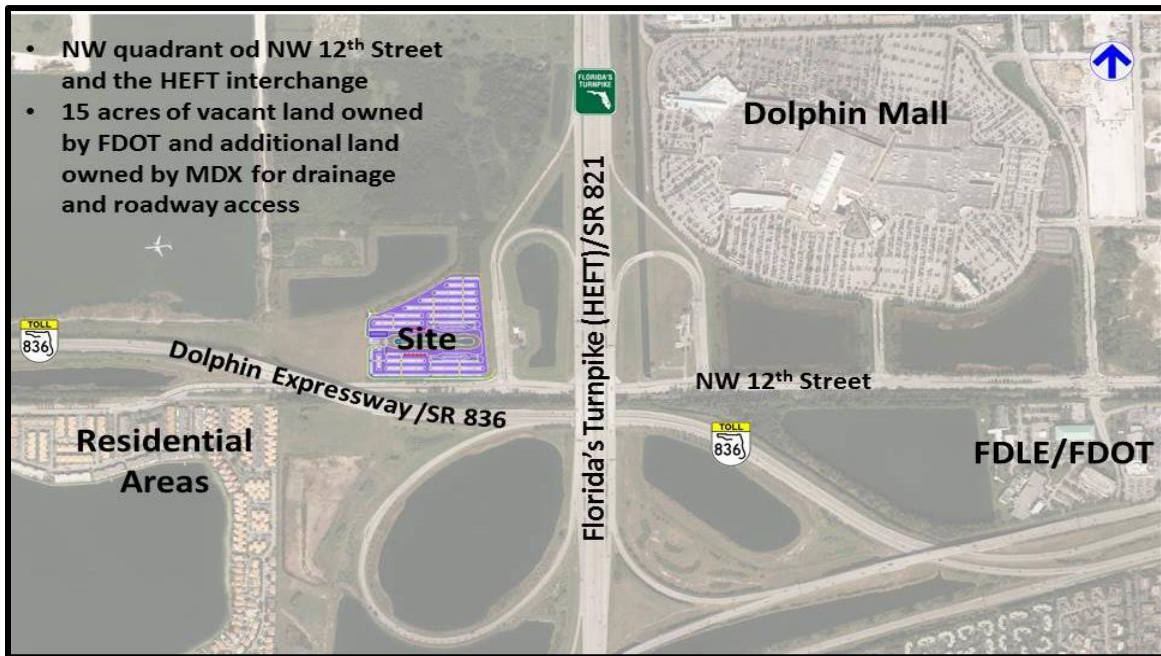 • NW quadrant od NW 12th Street
and the HEFT interchange
• 15 acres of vacant land owned
by FDOT and additional land
owned by MDX for drainage
and roadway access
FLORIDA'S
TURNPIKE
Dolphin Mall
Florida's Turnpike (HEFT)/SR 821
TOLL
836
Site
Dolphin Expressway/SR 836
NW 12th Street
TOLL
836
Residential
Areas
FDLE/FDOT